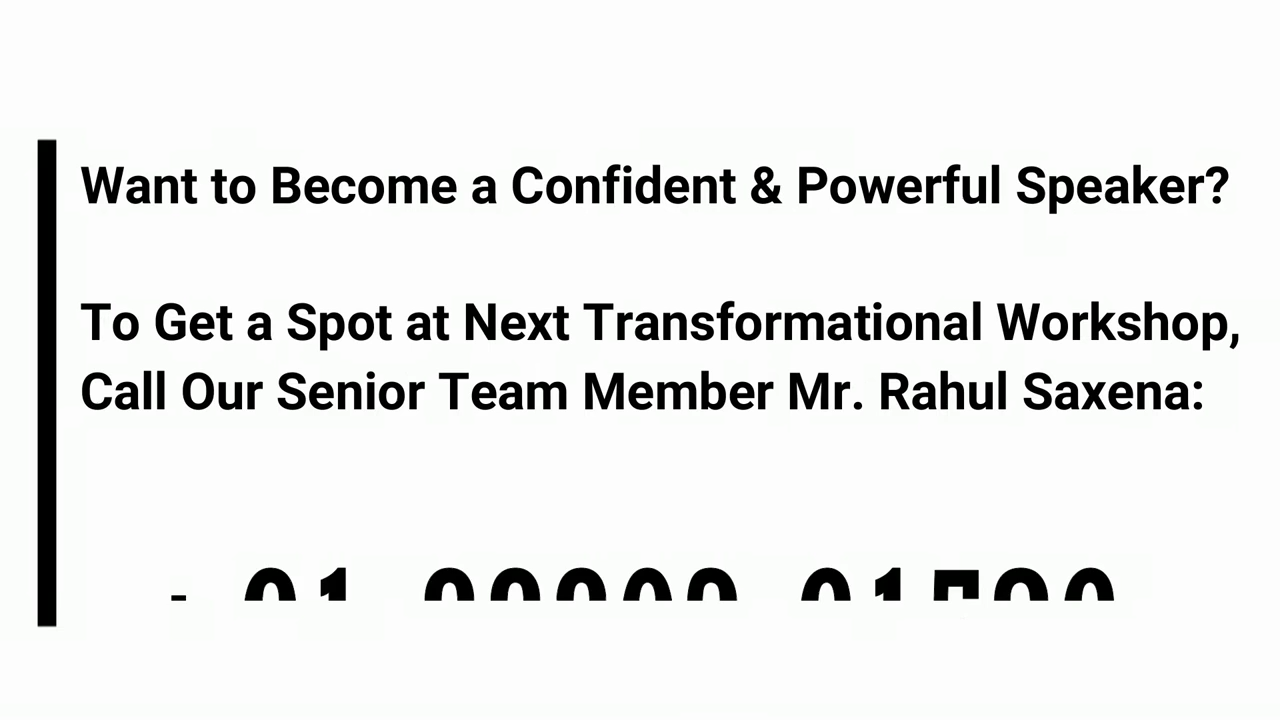 Want to Become a Confident & Powerful Speaker?
To Get a Spot at Next Transformational Workshop,
Call Our Senior Team Member Mr. Rahul Saxena: